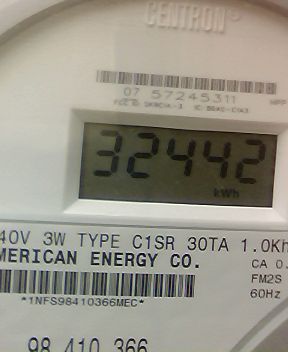 CENTRON®
07 57245311
32442
kWh
40V 3W TYPE C1SR 30TA 1.0Kh
MERICAN ENERGY CO.
CA 0.
FM2S
60Hz
*1NFS98410366MEC*
98 410 366